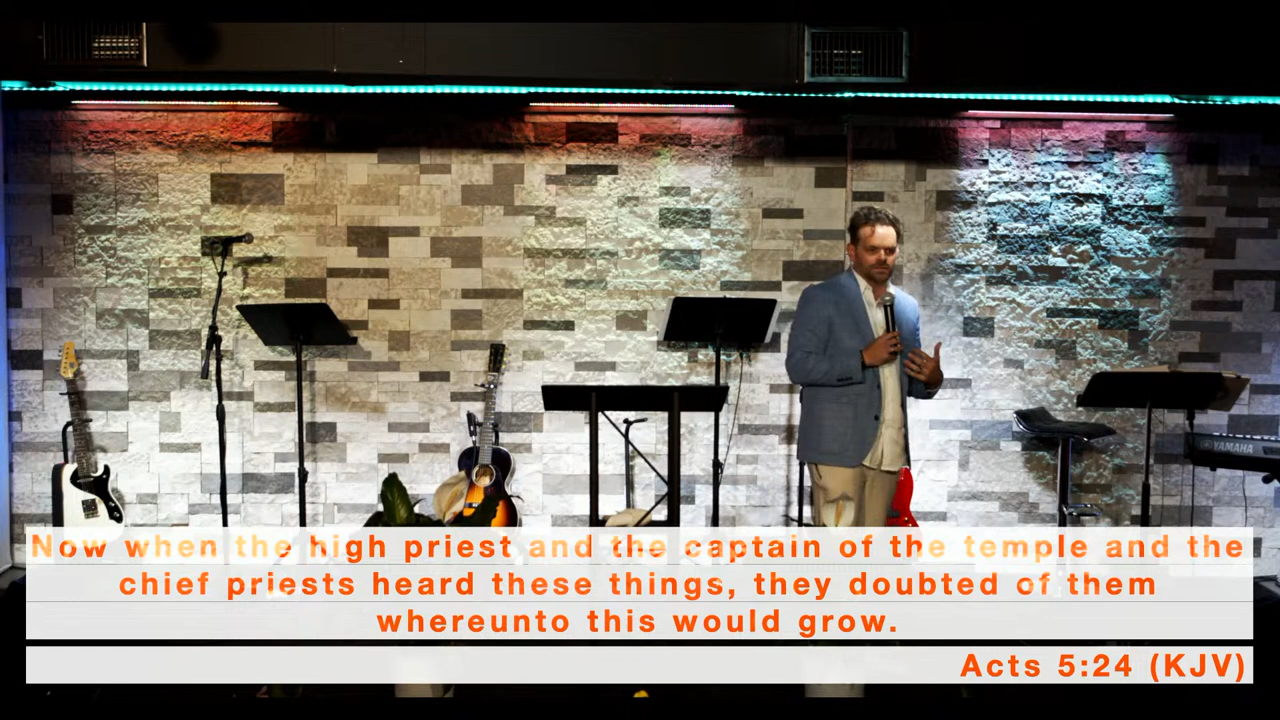 Now when the high priest and the captain of the temple and the
chief priests heard these things, they doubted of them
whereunto this would grow.
Acts 5:24 (KJV)
YAMAHA